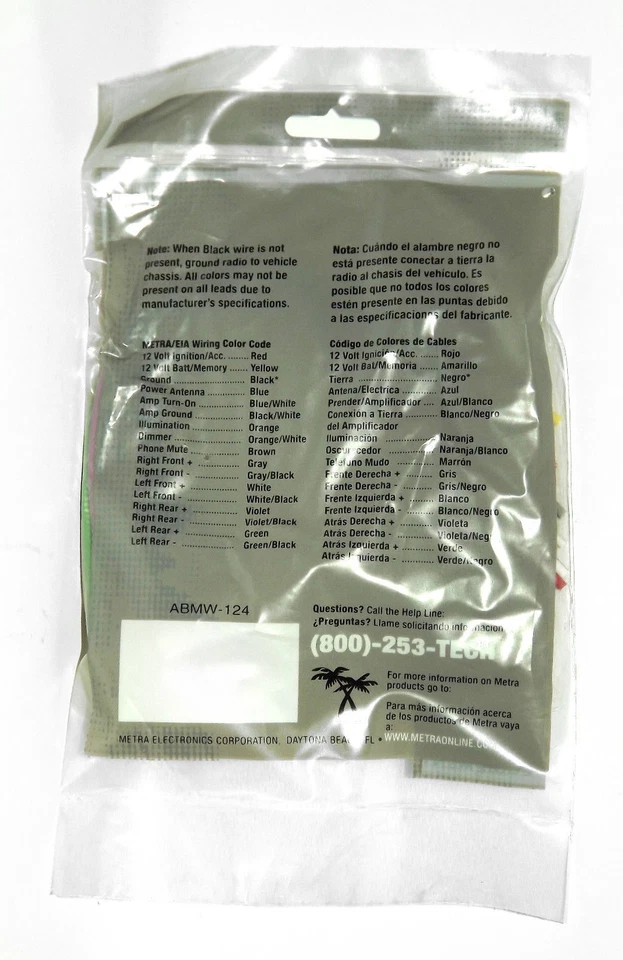 Note: When Black wire is not
present, ground radio to vehicle
chassis. All colors may not be
present on all leads due to
manufacturer's specifications.
METRA/EIA Wiring Color Code
12 Volt Ignition/Acc. ........ Red
12 Volt Batt/Memory ....... Yellow
Ground ........................... Black*
Power Antenna ............... Blue
Amp Turn-On .................. Blue/White
Amp Ground ................... Black/White
Illumination ..................... Orange
Dimmer ........................... Orange/White
Phone Mute .................... Brown
Right Front + .................. Gray
Right Front - ................... Gray/Black
Left Front + ..................... White
Left Front - ...................... White/Black
Right Rear + .................... Violet
Right Rear - ..................... Violet/Black
Left Rear + ...................... Green
Left Rear - ....................... Green/Black
Nota: Cuándo el alambre negro no
está presente conectar a tierra la
radio al chasis del vehículo. Es
posible que no todos los colores
estén presente en las puntas debido
a las especificaciones del fabricante.
Código de Colores de Cables
12 Volt Ignición/Acc. ...... Rojo
12 Volt Bat/Memoria ....... Amarillo
Tierra ........................... Negro*
Antena/Electrica ............ Azul
Prender/Amplificador .... Azul/Blanco
Conexión a Tierra ........... Blanco/Negro
del Amplificador
Iluminación .................... Naranja
Oscurecedor .................. Naranja/Blanco
Teléfono Mudo .............. Marrón
Frente Derecha + ........... Gris
Frente Derecha - ............ Gris/Negro
Frente Izquierda + .......... Blanco
Frente Izquierda - ........... Blanco/Negro
Atrás Derecha + ............. Violeta
Atrás Derecha - .............. Violeta/Neg
Atrás Izquierda + ............ Verde
Atrás Izquierda - ............. Verde/Negro
ABMW-124
Questions? Call the Help Line:
¿Preguntas? Llame solicitando información
(800)-253-TECH
For more information on Metra
products go to:
Para más información acerca
de los productos de Metra vaya
a:
METRA ELECTRONICS CORPORATION, DAYTONA BEACH, FL • WWW.METRAONLINE.COM